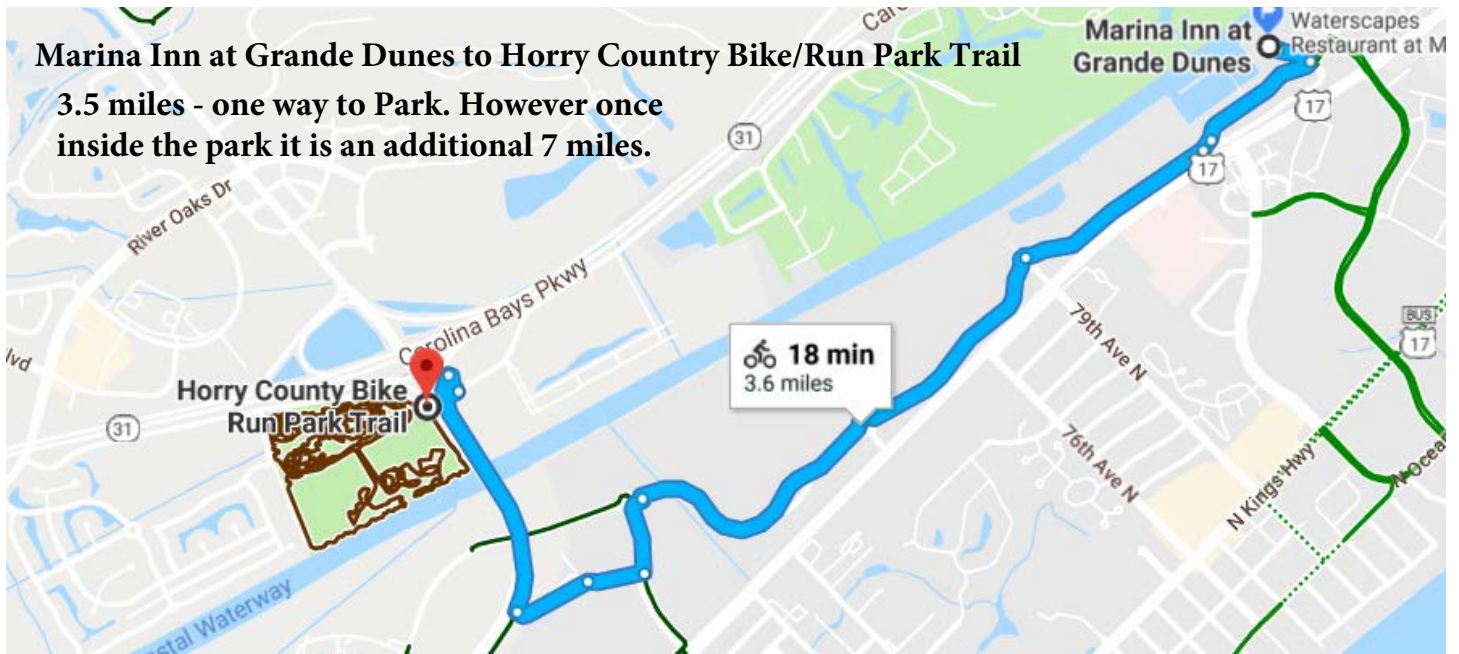 Marina Inn at Grande Dunes to Horry Country Bike/Run Park Trail
3.5 miles - one way to Park. However once
inside the park it is an additional 7 miles.
Marina Inn at
Grande Dunes
Waterscapes
Restaurant at M
17
31
17
River Oaks Dr
79th Ave N
BUS
17
Carolina Bays Pkwy
18 min
3.6 miles
Horry County Bike
Run Park Trail
31
76th Ave N
N Kings Hwy
N Ocea
stal Waterway
lvd